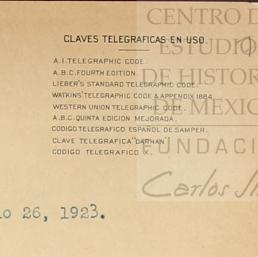 CENTRO D
ESTUDIO
DE HISTOR
DE MEXIC
FUNDACI
Carlos
CLAVES TELEGRAFICAS EN USO.
A.I. TELEGRAPHIC CODE.
A.B.C. FOURTH EDITION.
LIEBER'S STANDARD TELEGRAPHIC CODE.
WATKINS' TELEGRAPHIC CODE & APPENDIX 1884
WESTERN UNION TELEGRAPHIC CODE.
A.B.C. QUINTA EDICION MEJORADA.
CODIGO TELEGRAFICO ESPAÑOL DE SAMPER.
CLAVE TELEGRAFICA "DARHAN"
CODIGO TELEGRAFICO K.
io 26, 1923.